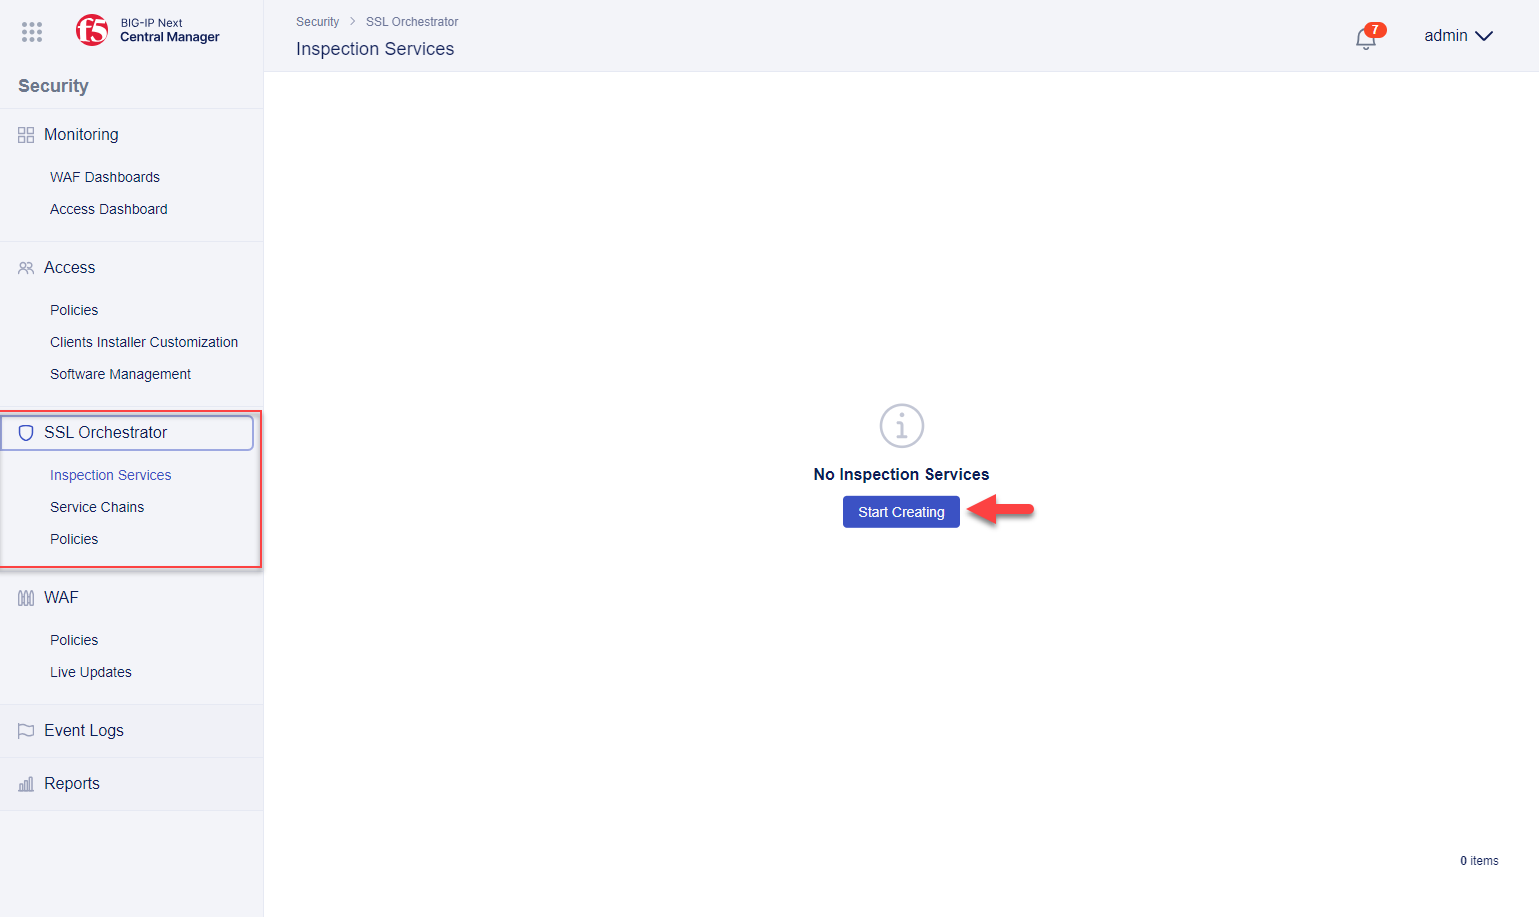 BIG-IP Next
Central Manager
Security
Monitoring
WAF Dashboards
Access Dashboard
Access
Policies
Clients Installer Customization
Software Management
SSL Orchestrator
Inspection Services
Service Chains
Policies
WAF
Policies
Live Updates
Event Logs
Reports
Security > SSL Orchestrator
Inspection Services
7
admin
No Inspection Services
Start Creating
0 items